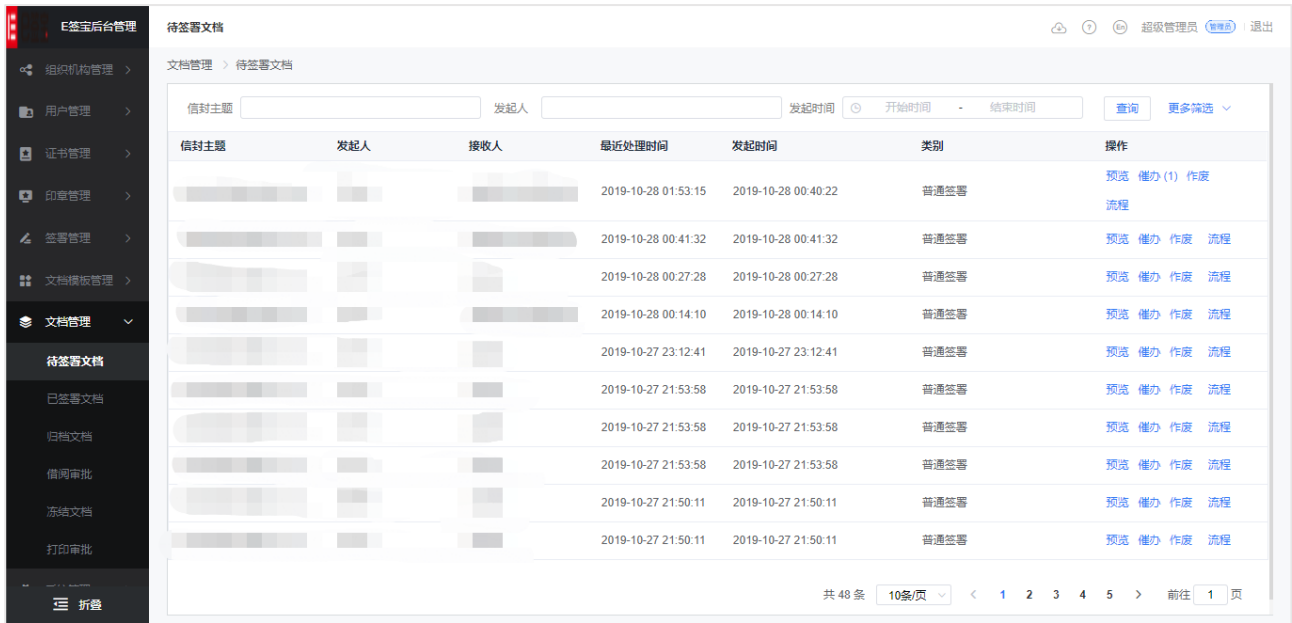 E签宝后台管理
待签署文档
En 超级管理员 管理员 退出
组织机构管理
用户管理
证书管理
印章管理
签署管理
文档模板管理
文档管理
待签署文档
已签署文档
归档文档
借阅审批
冻结文档
打印审批
折叠
文档管理 > 待签署文档
信封主题 发起人 发起时间 开始时间 - 结束时间 查询 更多筛选
信封主题 发起人 接收人 最近处理时间 发起时间 类别 操作
2019-10-28 01:53:15 2019-10-28 00:40:22 普通签署 预览 催办 (1) 作废
流程
2019-10-28 00:41:32 2019-10-28 00:41:32 普通签署 预览 催办 作废 流程
2019-10-28 00:27:28 2019-10-28 00:27:28 普通签署 预览 催办 作废 流程
2019-10-28 00:14:10 2019-10-28 00:14:10 普通签署 预览 催办 作废 流程
2019-10-27 23:12:41 2019-10-27 23:12:41 普通签署 预览 催办 作废 流程
2019-10-27 21:53:58 2019-10-27 21:53:58 普通签署 预览 催办 作废 流程
2019-10-27 21:53:58 2019-10-27 21:53:58 普通签署 预览 催办 作废 流程
2019-10-27 21:53:58 2019-10-27 21:53:58 普通签署 预览 催办 作废 流程
2019-10-27 21:50:11 2019-10-27 21:50:11 普通签署 预览 催办 作废 流程
2019-10-27 21:50:11 2019-10-27 21:50:11 普通签署 预览 催办 作废 流程
共 48 条 10条/页 < 1 2 3 4 5 > 前往 1 页